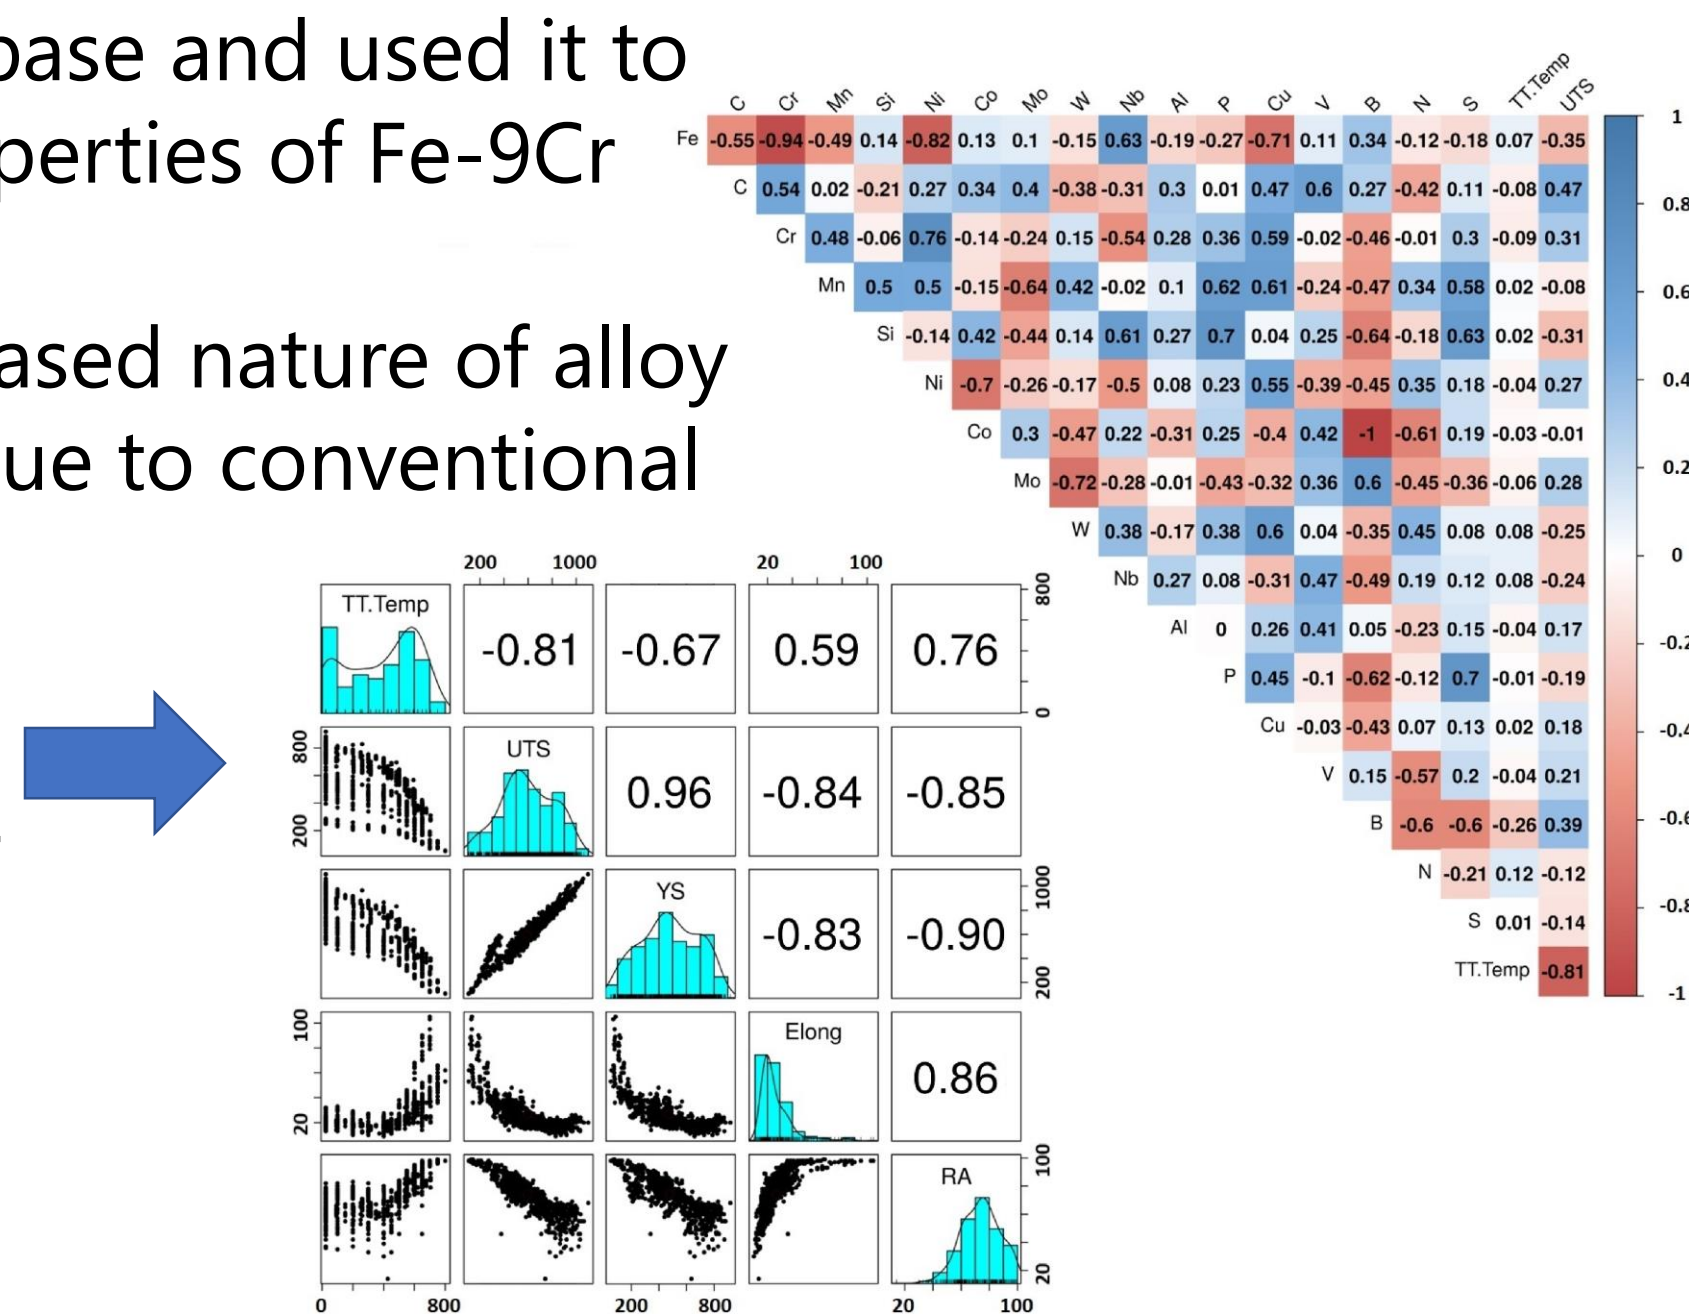 base and used it to
perties of Fe-9Cr
ased nature of alloy
ue to conventional
C Cr Mn Si Ni Co Mo W Nb Al P Cu V B N S TT.Temp UTS
Fe -0.55 -0.94 -0.49 0.14 -0.82 0.13 0.1 -0.15 0.63 -0.19 -0.27 -0.71 0.11 0.34 -0.12 -0.18 0.07 -0.35
C 0.54 0.02 -0.21 0.27 0.34 0.4 -0.38 -0.31 0.3 0.01 0.47 0.6 0.27 -0.42 0.11 -0.08 0.47
Cr 0.48 -0.06 0.76 -0.14 -0.24 0.15 -0.54 0.28 0.36 0.59 -0.02 -0.46 -0.01 0.3 -0.09 0.31
Mn 0.5 0.5 -0.15 -0.64 0.42 -0.02 0.1 0.62 0.61 -0.24 -0.47 0.34 0.58 0.02 -0.08
Si -0.14 0.42 -0.44 0.14 0.61 0.27 0.7 0.04 0.25 -0.64 -0.18 0.63 0.02 -0.31
Ni -0.7 -0.26 -0.17 -0.5 0.08 0.23 0.55 -0.39 -0.45 0.35 0.18 -0.04 0.27
Co 0.3 -0.47 0.22 -0.31 0.25 -0.4 0.42 -1 -0.61 0.19 -0.03 -0.01
Mo -0.72 -0.28 -0.01 -0.43 -0.32 0.36 0.6 -0.45 -0.36 -0.06 0.28
W 0.38 -0.17 0.38 0.6 0.04 -0.35 0.45 0.08 0.08 -0.25
Nb 0.27 0.08 -0.31 0.47 -0.49 0.19 0.12 0.08 -0.24
Al 0 0.26 0.41 0.05 -0.23 0.15 -0.04 0.17
P 0.45 -0.1 -0.62 -0.12 0.7 -0.01 -0.19
Cu -0.03 -0.43 0.07 0.13 0.02 0.18
V 0.15 -0.57 0.2 -0.04 0.21
B -0.6 -0.6 -0.26 0.39
N -0.21 0.12 -0.12
S 0.01 -0.14
TT.Temp -0.81
1
0.8
0.6
0.4
0.2
0
-0.2
-0.4
-0.6
-0.8
-1
200 1000 20 100
TT.Temp -0.81 -0.67 0.59 0.76
800
0
800
200
UTS 0.96 -0.84 -0.85
YS -0.83 -0.90
1000
200
100
20
Elong 0.86
RA
100
20
0 800 200 800 20 100